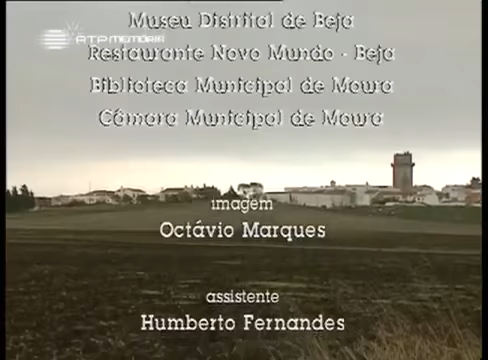 Museu Distrital de Beja
RTP MEMÓRIA
Restaurante Novo Mundo - Beja
Biblioteca Municipal de Moura
Câmara Municipal de Moura
imagem
Octávio Marques
assistente
Humberto Fernandes